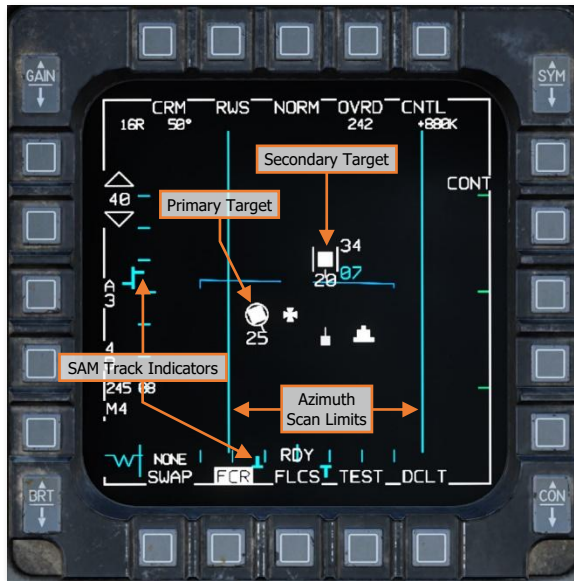 GAIN
SYM
CRM RWS NORM OVRD CNTL
16R 50° 242 +880K
Secondary Target
CONT
40
Primary Target
34
07
20
A
3
25
4
SAM Track Indicators
245 08
M4
Azimuth
Scan Limits
NONE RDY
SWAP FCR FLCS TEST DCLT
BRT
CON